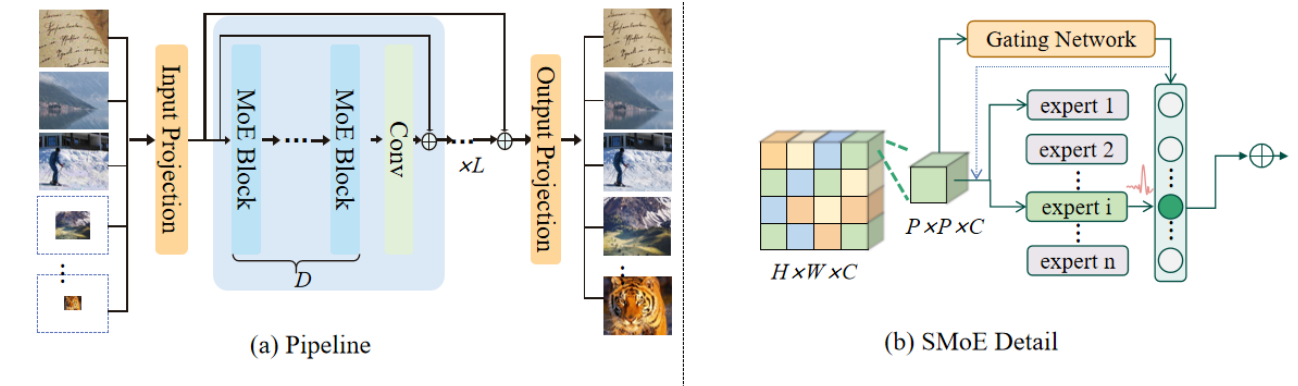 Input Projection
MoE Block
MoE Block
Conv
D
×L
Output Projection
(a) Pipeline
Gating Network
expert 1
expert 2
expert i
expert n
P×P×C
H×W×C
(b) SMoE Detail